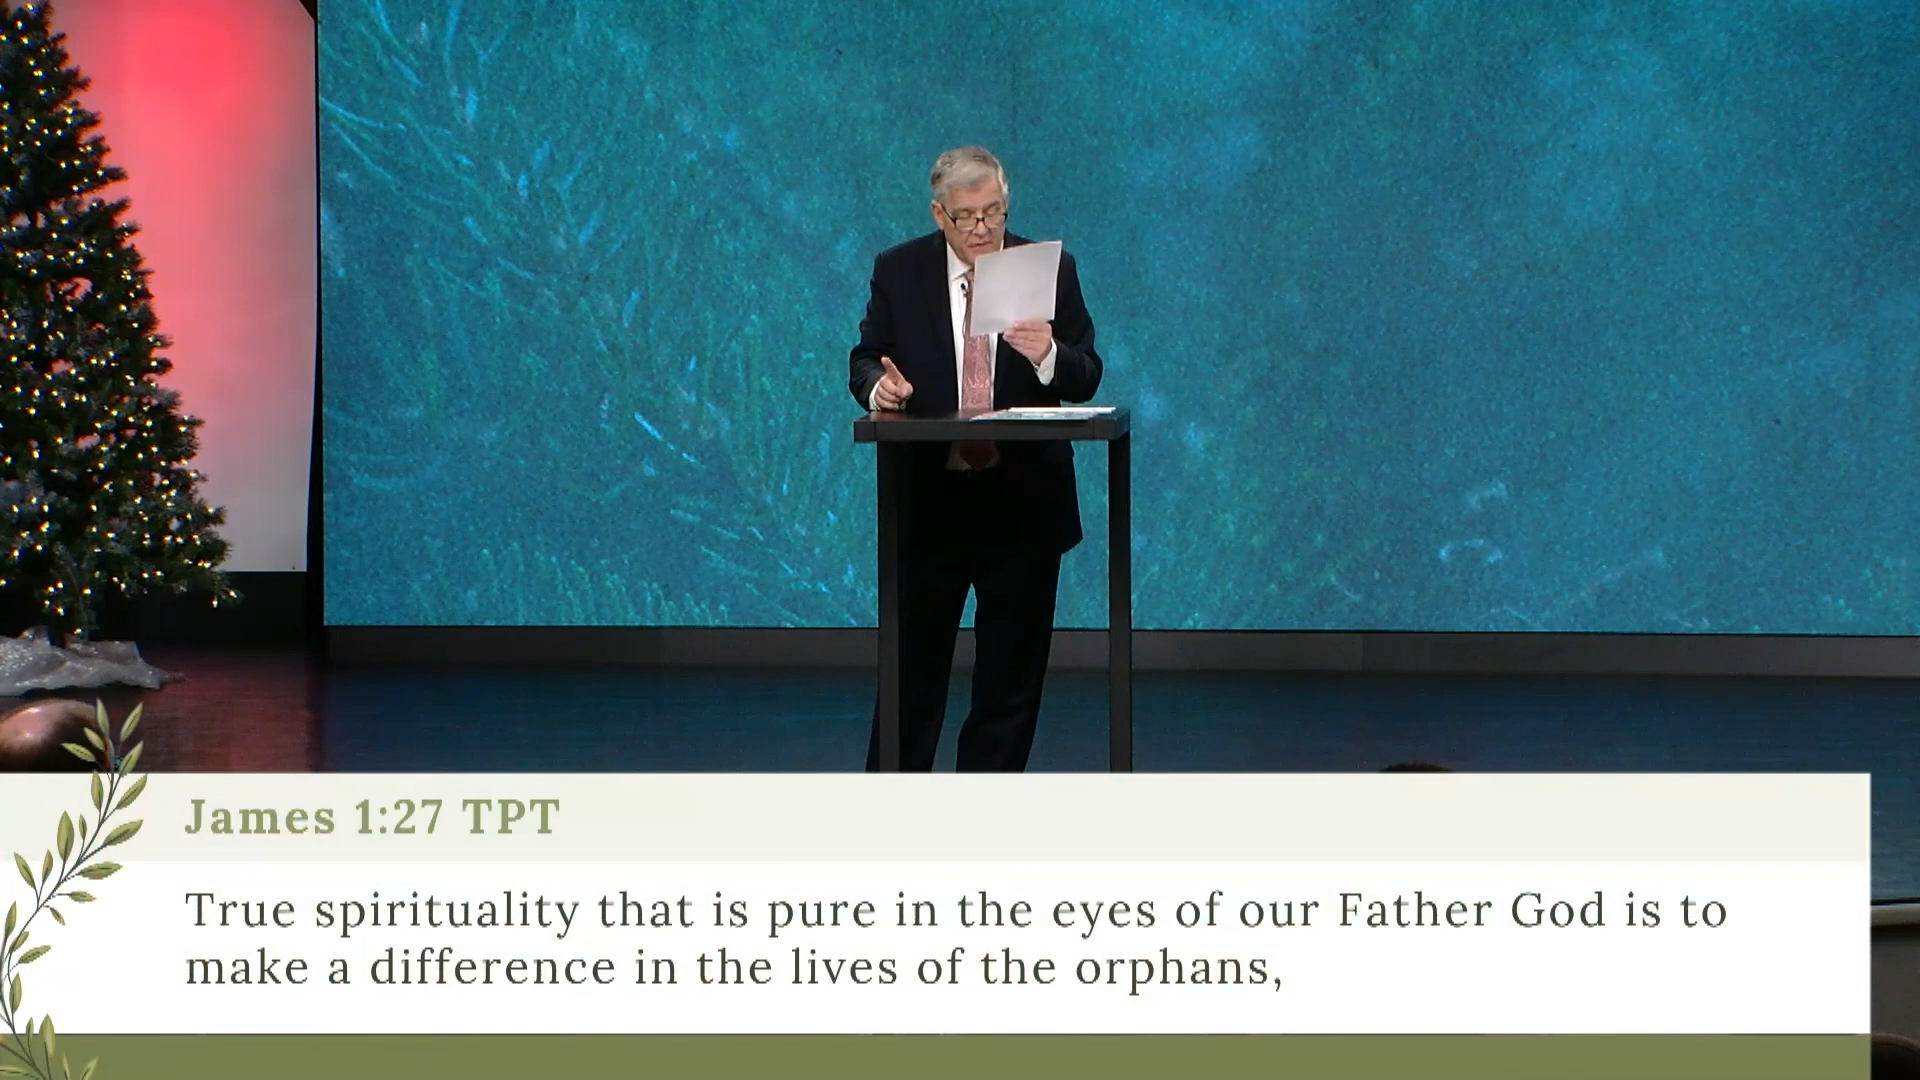 James 1:27 TPT
True spirituality that is pure in the eyes of our Father God is to
make a difference in the lives of the orphans,